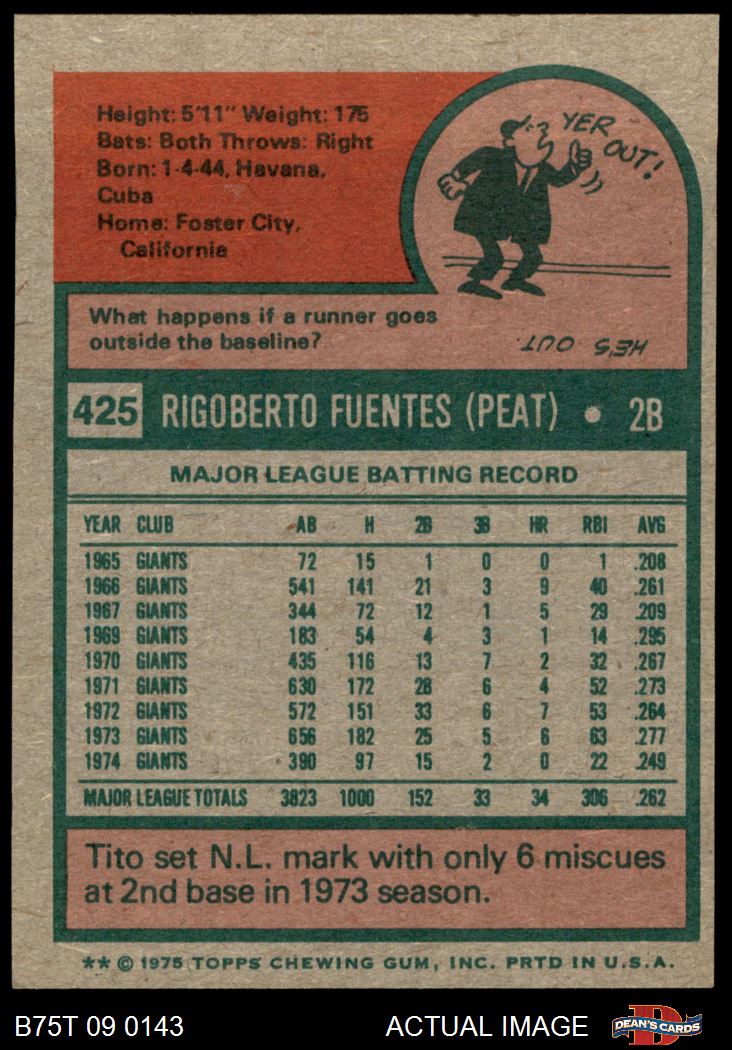 Height: 5'11" Weight: 175
Bats: Both Throws: Right
Born: 1-4-44, Havana,
Cuba
Home: Foster City,
California
YER
OUT!
What happens if a runner goes
outside the baseline?
HE'S OUT.
425 RIGOBERTO FUENTES (PEAT) • 2B
MAJOR LEAGUE BATTING RECORD
YEAR CLUB AB H 2B 3B HR RBI AVG
1965 GIANTS 72 15 1 0 0 1 .208
1966 GIANTS 541 141 21 3 9 40 .261
1967 GIANTS 344 72 12 1 5 29 .209
1969 GIANTS 183 54 4 3 1 14 .295
1970 GIANTS 435 116 13 7 2 32 .267
1971 GIANTS 630 172 28 6 4 52 .273
1972 GIANTS 572 151 33 6 7 53 .264
1973 GIANTS 656 182 25 5 6 63 .277
1974 GIANTS 390 97 15 2 0 22 .249
MAJOR LEAGUE TOTALS 3823 1000 152 33 34 306 .262
Tito set N.L. mark with only 6 miscues
at 2nd base in 1973 season.
** © 1975 TOPPS CHEWING GUM, INC. PRTD IN U.S.A.
B75T 09 0143 ACTUAL IMAGE
D
DEAN'S CARDS